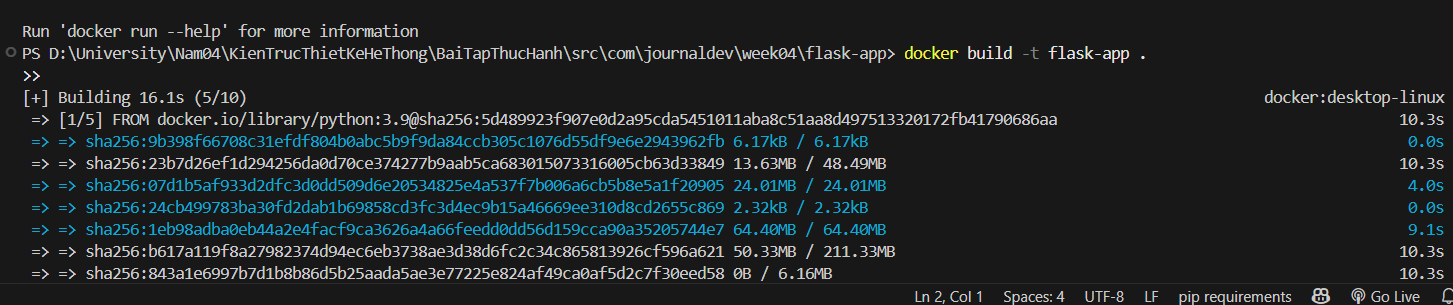 Run 'docker run --help' for more information
PS D:\University\Nam04\KienTrucThietKeHeThong\BaiTapThucHanh\src\com\journaldev\week04\flask-app> docker build -t flask-app .
>>
[+] Building 16.1s (5/10) docker:desktop-linux
=> [1/5] FROM docker.io/library/python:3.9@sha256:5d489923f907e0d2a95cda5451011aba8c51aa8d497513320172fb41790686aa 10.3s
=> => sha256:9b398f66708c31efdf804b0abc5b9f9da84ccb305c1076d55df9e6e2943962fb 6.17kB / 6.17kB 0.0s
=> => sha256:23b7d26ef1d294256da0d70ce374277b9aab5ca683015073316005cb63d33849 13.63MB / 48.49MB 10.3s
=> => sha256:07d1b5af933d2dfc3d0dd509d6e20534825e4a537f7b006a6cb5b8e5a1f20905 24.01MB / 24.01MB 4.0s
=> => sha256:24cb499783ba30fd2dab1b69858cd3fc3d4ec9b15a46669ee310d8cd2655c869 2.32kB / 2.32kB 0.0s
=> => sha256:1eb98adba0eb44a2e4facf9ca3626a4a66feedd0dd56d159cca90a35205744e7 64.40MB / 64.40MB 9.1s
=> => sha256:b617a119f8a27982374d94ec6eb3738ae3d38d6fc2c34c865813926cf596a621 50.33MB / 211.33MB 10.3s
=> => sha256:843a1e6997b7d1b8b86d5b25aada5ae3e77225e824af49ca0af5d2c7f30eed58 0B / 6.16MB 10.3s
Ln 2, Col 1 Spaces: 4 UTF-8 LF pip requirements Go Live